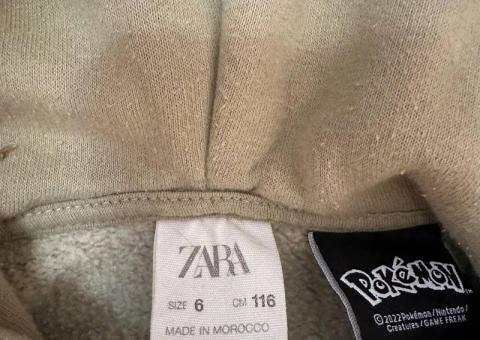 ZARA
SIZE 6 CM 116
MADE IN MOROCCO
POKéMON
©2022 Pokémon/Nintendo/
Creatures/GAME FREAK